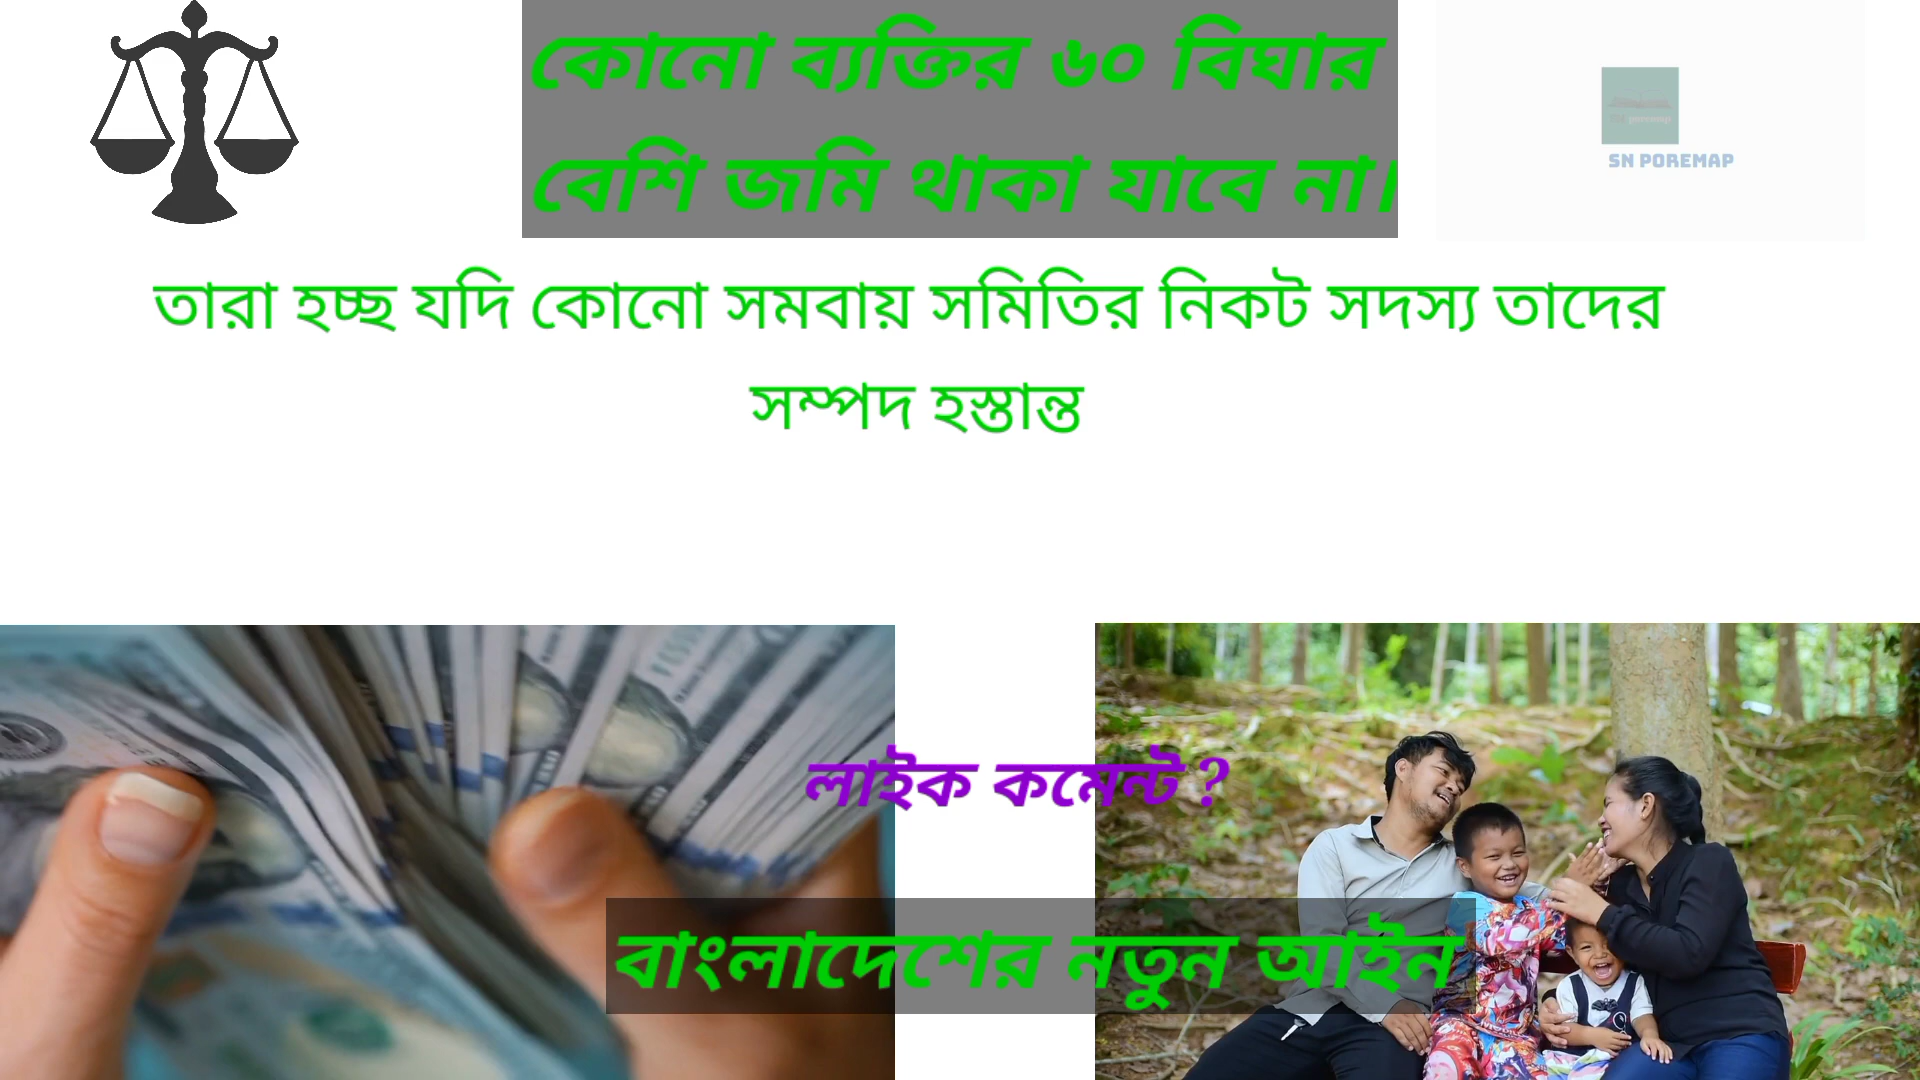 কোনো ব্যক্তির ৬০ বিঘার
বেশি জমি থাকা যাবে না।
SN POREMAP
তারা হচ্ছ যদি কোনো সমবায় সমিতির নিকট সদস্য তাদের
সম্পদ হস্তান্ত
লাইক কমেন্ট ?
বাংলাদেশের নতুন আইন